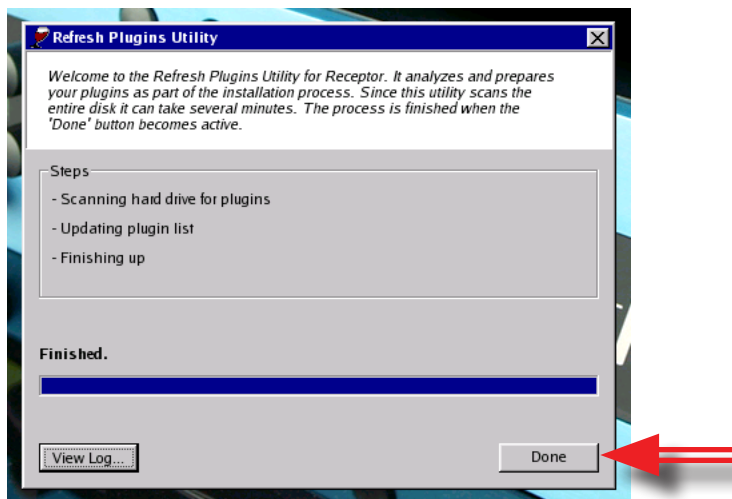 Refresh Plugins Utility
Welcome to the Refresh Plugins Utility for Receptor. It analyzes and prepares
your plugins as part of the installation process. Since this utility scans the
entire disk it can take several minutes. The process is finished when the
'Done' button becomes active.
Steps
- Scanning hard drive for plugins
- Updating plugin list
- Finishing up
Finished.
View Log...
Done